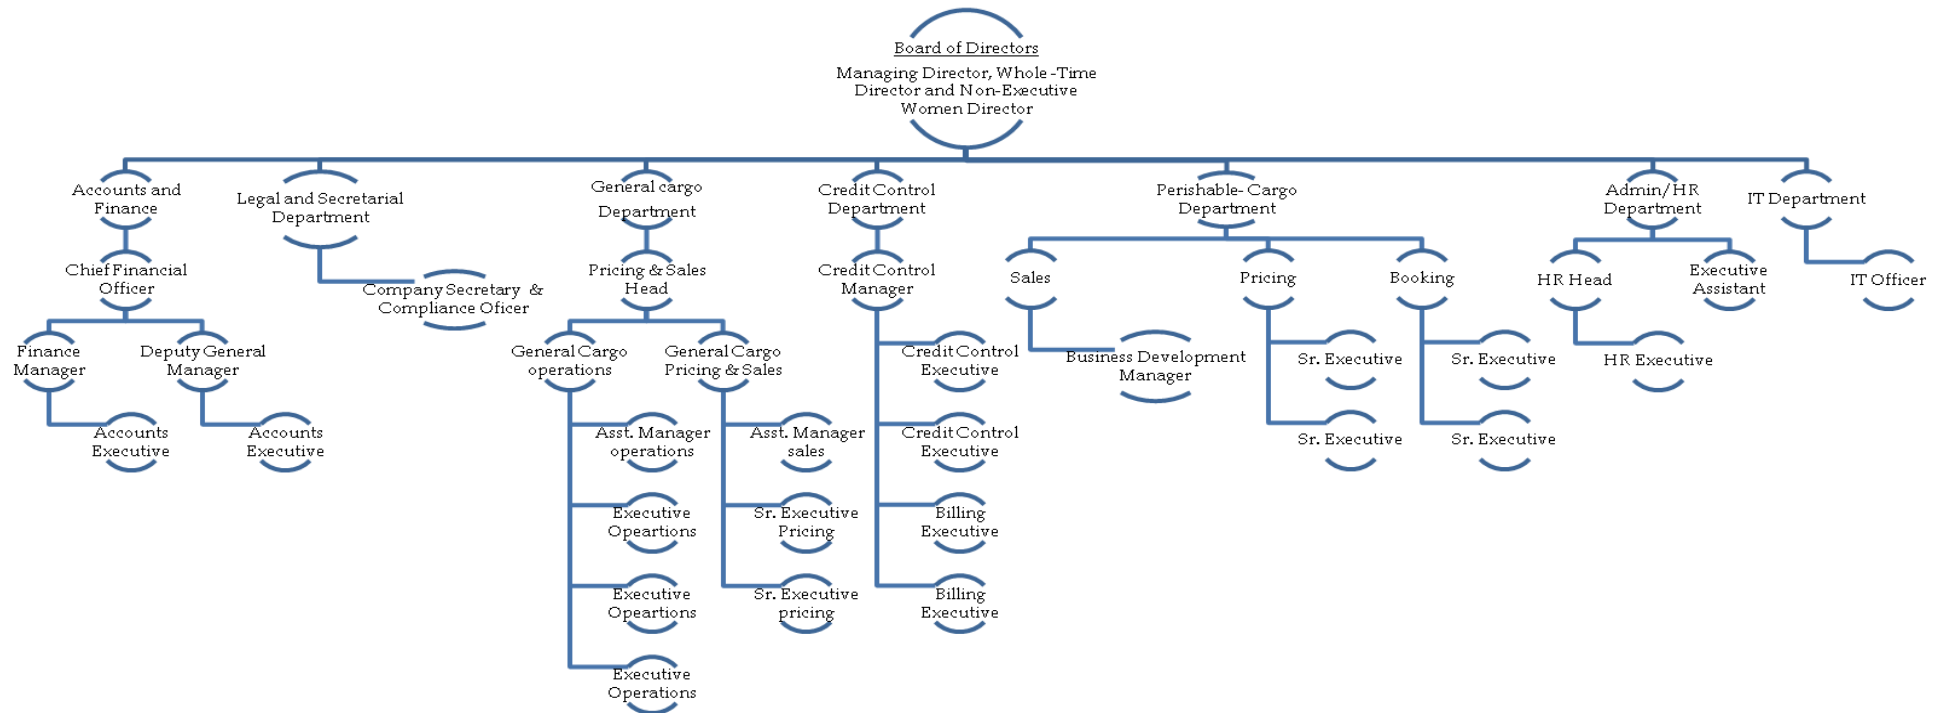 Board of Directors
Managing Director, Whole -Time
Director and Non-Executive
Women Director
Accounts and
Finance
Legal and Secretarial
Department
General cargo
Department
Credit Control
Department
Perishable- Cargo
Department
Admin/HR
Department
IT Department
Chief Financial
Officer
Company Secretary &
Compliance Oficer
Pricing & Sales
Head
Credit Control
Manager
Sales
Pricing
Booking
HR Head
Executive
Assistant
IT Officer
Finance
Manager
Deputy General
Manager
General Cargo
operations
General Cargo
Pricing & Sales
Credit Control
Executive
Business Development
Manager
Sr. Executive
Sr. Executive
HR Executive
Accounts
Executive
Accounts
Executive
Asst. Manager
operations
Asst. Manager
sales
Credit Control
Executive
Sr. Executive
Sr. Executive
Executive
Opeartions
Sr. Executive
Pricing
Billing
Executive
Executive
Opeartions
Sr. Executive
pricing
Billing
Executive
Executive
Operations